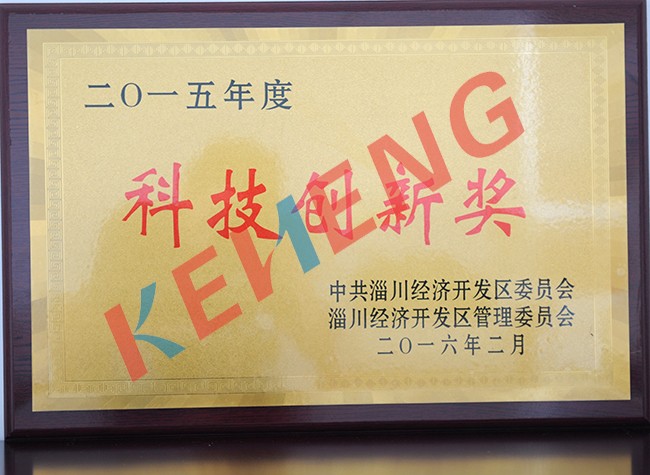 二〇一五年度
科技创新奖
KEHENG
中共淄川经济开发区委员会
淄川经济开发区管理委员会
二〇一六年二月